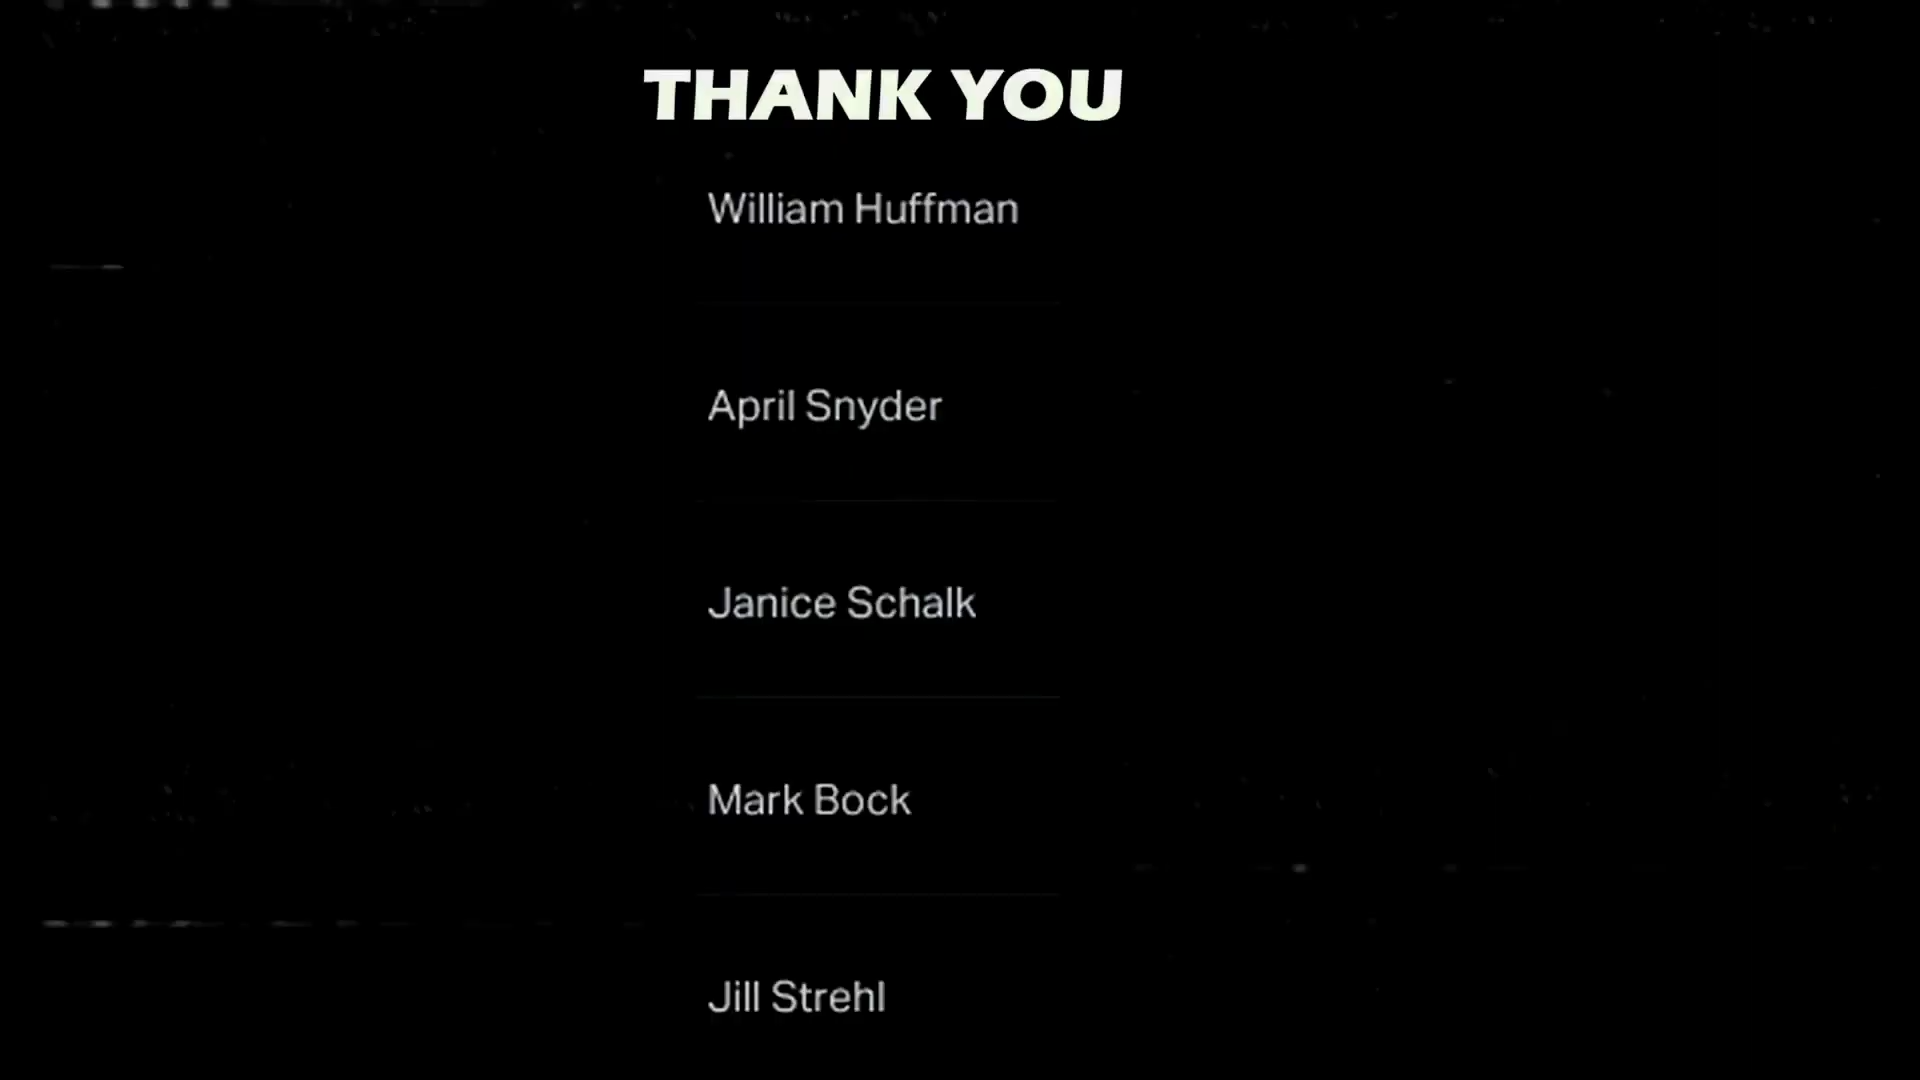 THANK YOU
William Huffman
April Snyder
Janice Schalk
Mark Bock
Jill Strehl